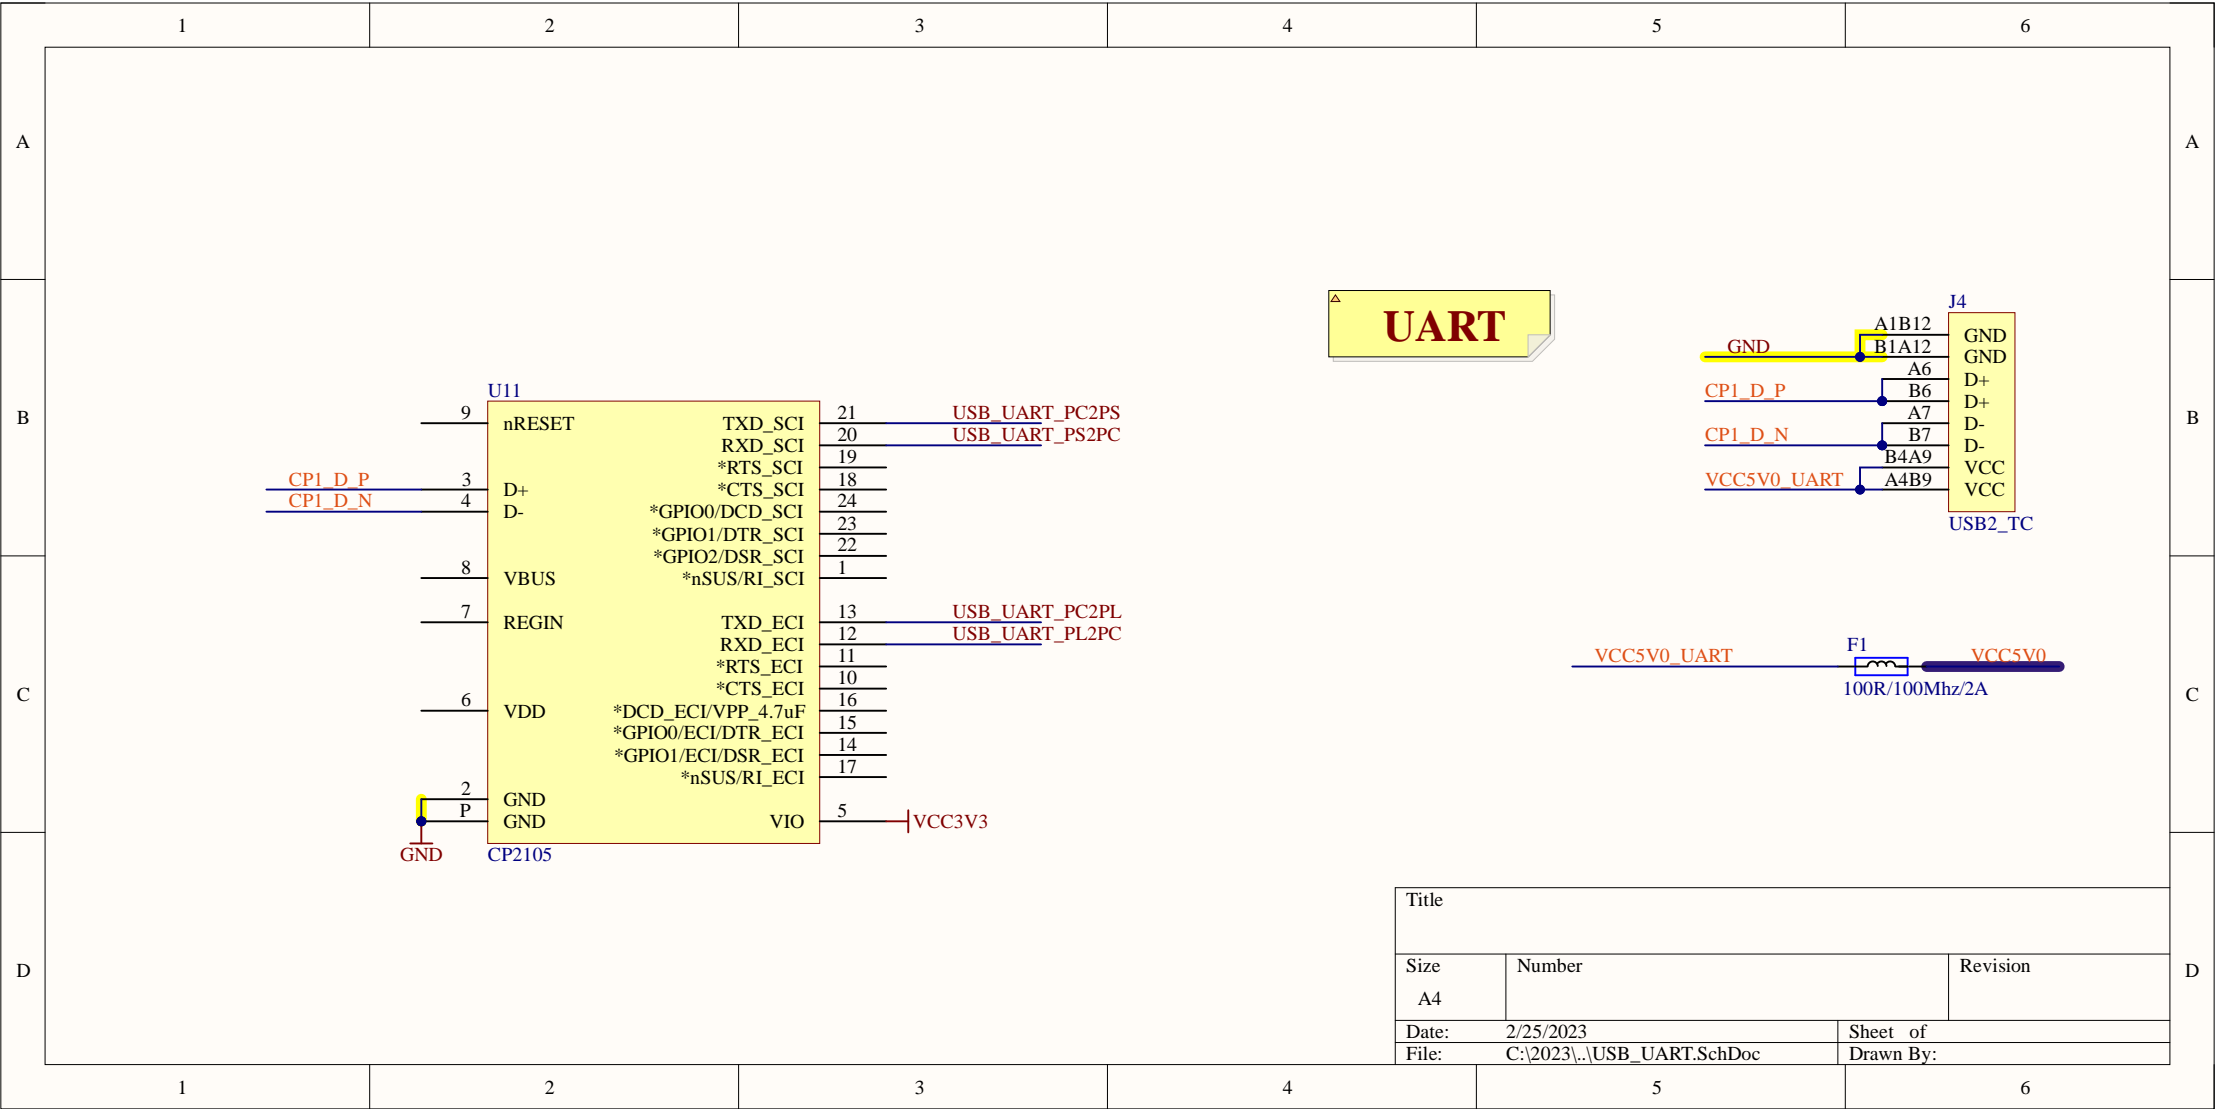 1 2 3 4 5 6
A A
B B
C C
D D
UART
U11
9 nRESET
CP1_D_P 3 D+
CP1_D_N 4 D-
8 VBUS
7 REGIN
6 VDD
2 GND
P GND
GND
TXD_SCI 21 USB_UART_PC2PS
RXD_SCI 20 USB_UART_PS2PC
*RTS_SCI 19
*CTS_SCI 18
*GPIO0/DCD_SCI 24
*GPIO1/DTR_SCI 23
*GPIO2/DSR_SCI 22
*nSUS/RI_SCI 1
TXD_ECI 13 USB_UART_PC2PL
RXD_ECI 12 USB_UART_PL2PC
*RTS_ECI 11
*CTS_ECI 10
*DCD_ECI/VPP_4.7uF 16
*GPIO0/ECI/DTR_ECI 15
*GPIO1/ECI/DSR_ECI 14
*nSUS/RI_ECI 17
VIO 5 VCC3V3
CP2105
J4
A1B12 GND
GND B1A12 GND
A6 D+
CP1_D_P B6 D+
A7 D-
CP1_D_N B7 D-
B4A9 VCC
VCC5V0_UART A4B9 VCC
USB2_TC
F1
VCC5V0_UART VCC5V0
100R/100Mhz/2A
Title
Size Number Revision
A4
Date: 2/25/2023 Sheet of
File: C:\2023\..\USB_UART.SchDoc Drawn By:
1 2 3 4 5 6